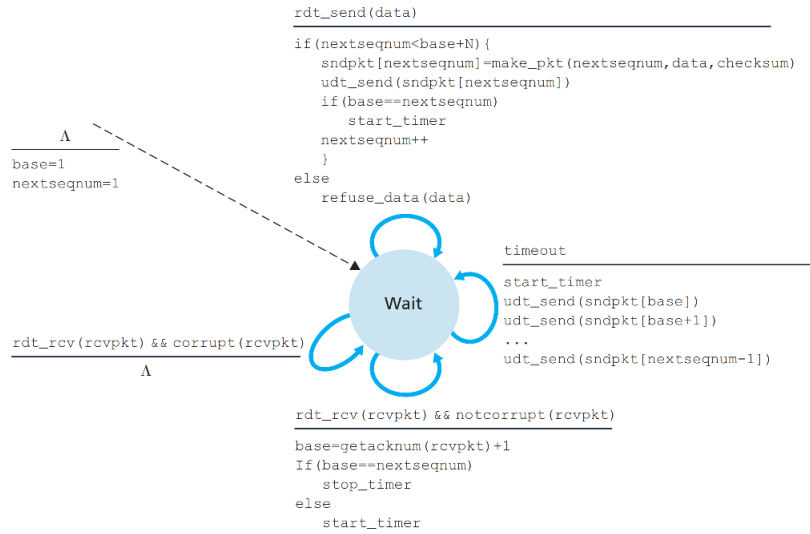 rdt_send(data)
if(nextseqnum<base+N){
sndpkt[nextseqnum]=make_pkt(nextseqnum,data,checksum)
udt_send(sndpkt[nextseqnum])
if(base==nextseqnum)
start_timer
nextseqnum++
}
else
refuse_data(data)
Λ
base=1
nextseqnum=1
Wait
timeout
start_timer
udt_send(sndpkt[base])
udt_send(sndpkt[base+1])
...
udt_send(sndpkt[nextseqnum-1])
rdt_rcv(rcvpkt) && corrupt(rcvpkt)
Λ
rdt_rcv(rcvpkt) && notcorrupt(rcvpkt)
base=getacknum(rcvpkt)+1
If(base==nextseqnum)
stop_timer
else
start_timer